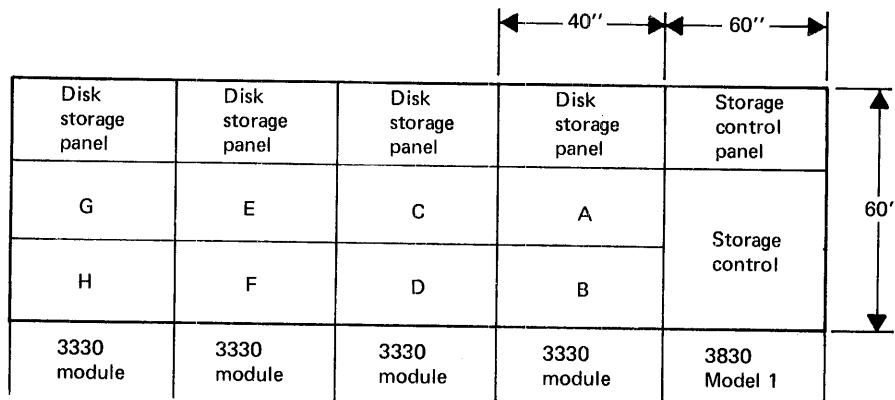 40''
60''
Disk
storage
panel
Disk
storage
panel
Disk
storage
panel
Disk
storage
panel
Storage
control
panel
60'
G
E
C
A
Storage
control
H
F
D
B
3330
module
3330
module
3330
module
3330
module
3830
Model 1